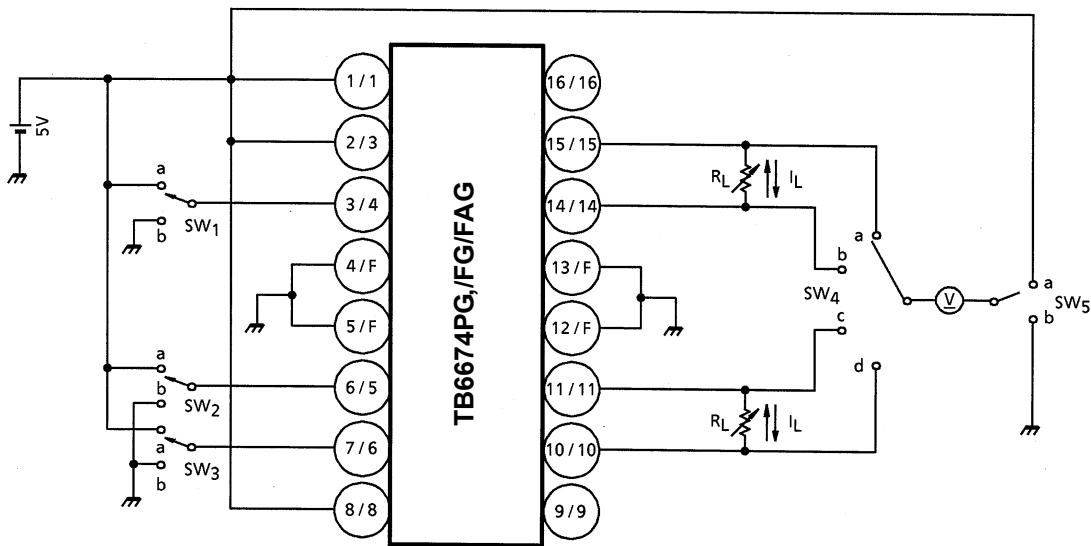 5V
1 / 1
2 / 3
3 / 4
4 / F
5 / F
6 / 5
7 / 6
8 / 8
a
b
SW1
a
b
SW2
a
b
SW3
TB6674PG,/FG/FAG
16 / 16
15 / 15
14 / 14
13 / F
12 / F
11 / 11
10 / 10
9 / 9
RL
IL
RL
IL
a
b
SW4
c
d
V
a
SW5
b